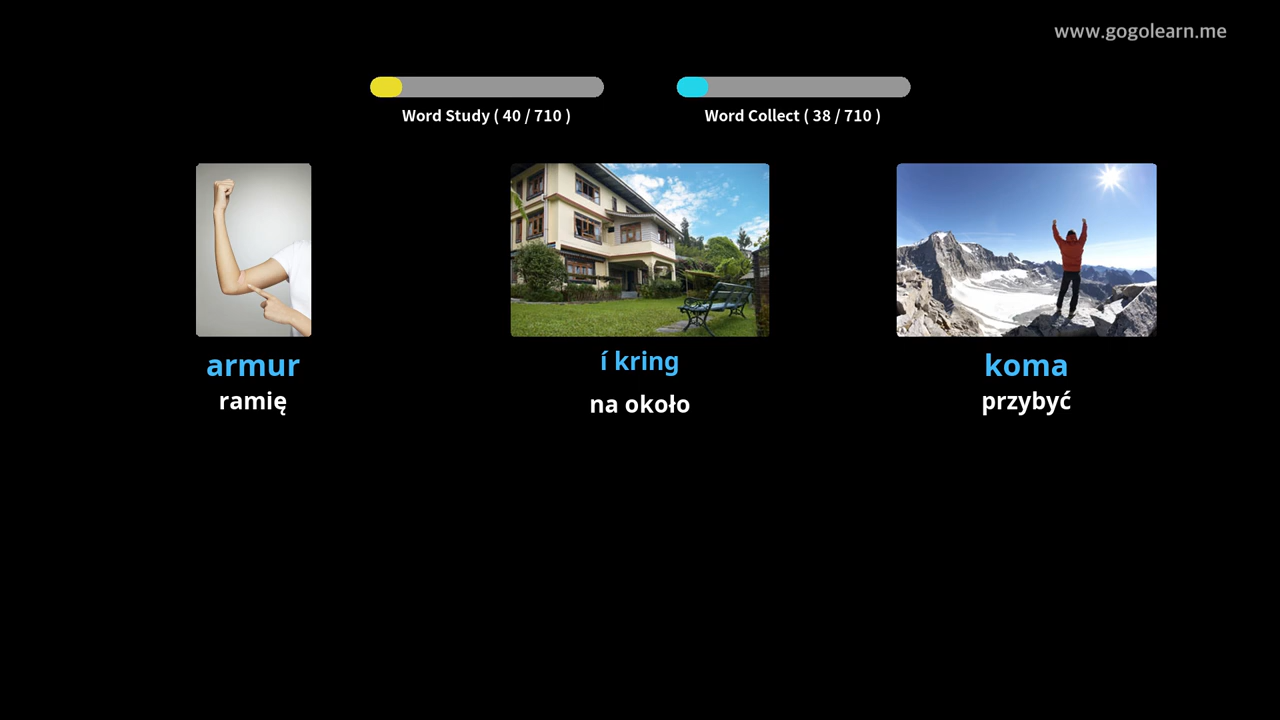 www.gogolearn.me
Word Study ( 40 / 710 )
Word Collect ( 38 / 710 )
armur
ramię
í kring
na około
koma
przybyć